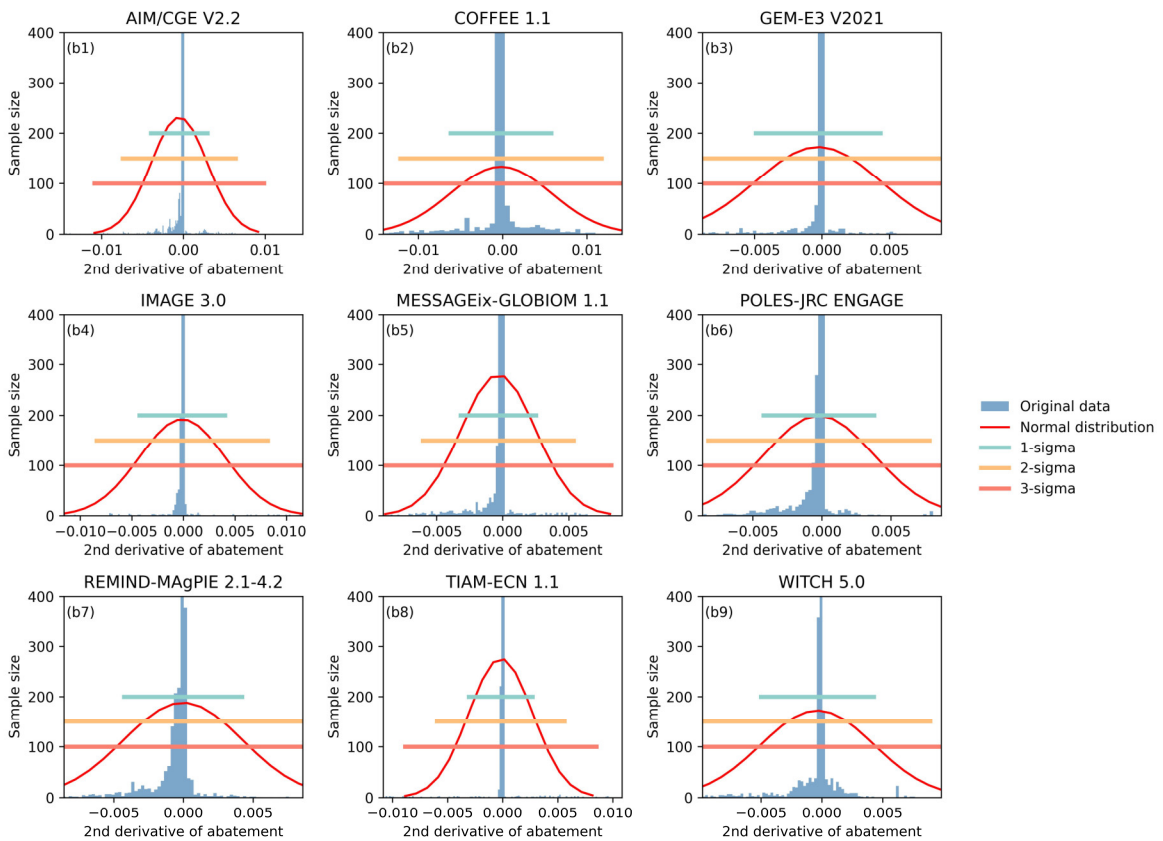 AIM/CGE V2.2
COFFEE 1.1
GEM-E3 V2021
(b1)
(b2)
(b3)
400
300
200
100
0
400
300
200
100
0
400
300
200
100
0
Sample size
Sample size
Sample size
−0.01 0.00 0.01
−0.01 0.00 0.01
−0.005 0.000 0.005
2nd derivative of abatement
2nd derivative of abatement
2nd derivative of abatement
IMAGE 3.0
MESSAGEix-GLOBIOM 1.1
POLES-JRC ENGAGE
(b4)
(b5)
(b6)
400
300
200
100
0
400
300
200
100
0
400
300
200
100
0
Sample size
Sample size
Sample size
−0.010 −0.005 0.000 0.005 0.010
−0.005 0.000 0.005
−0.005 0.000 0.005
2nd derivative of abatement
2nd derivative of abatement
2nd derivative of abatement
Original data
Normal distribution
1-sigma
2-sigma
3-sigma
REMIND-MAgPIE 2.1-4.2
TIAM-ECN 1.1
WITCH 5.0
(b7)
(b8)
(b9)
400
300
200
100
0
400
300
200
100
0
400
300
200
100
0
Sample size
Sample size
Sample size
−0.005 0.000 0.005
−0.010 −0.005 0.000 0.005 0.010
−0.005 0.000 0.005
2nd derivative of abatement
2nd derivative of abatement
2nd derivative of abatement